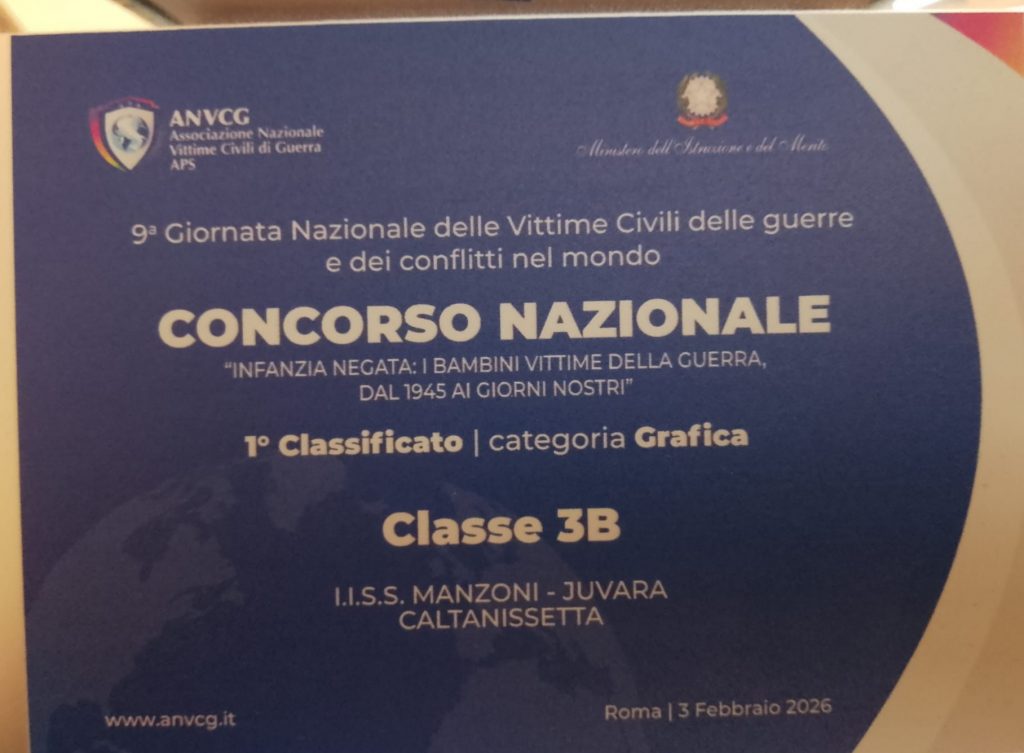 ANVCG
Associazione Nazionale
Vittime Civili di Guerra
APS
Ministero dell'Istruzione e del Merito
9ª Giornata Nazionale delle Vittime Civili delle guerre
e dei conflitti nel mondo
CONCORSO NAZIONALE
“INFANZIA NEGATA: I BAMBINI VITTIME DELLA GUERRA,
DAL 1945 AI GIORNI NOSTRI”
1° Classificato | categoria Grafica
Classe 3B
I.I.S.S. MANZONI - JUVARA
CALTANISSETTA
www.anvcg.it
Roma | 3 Febbraio 2026